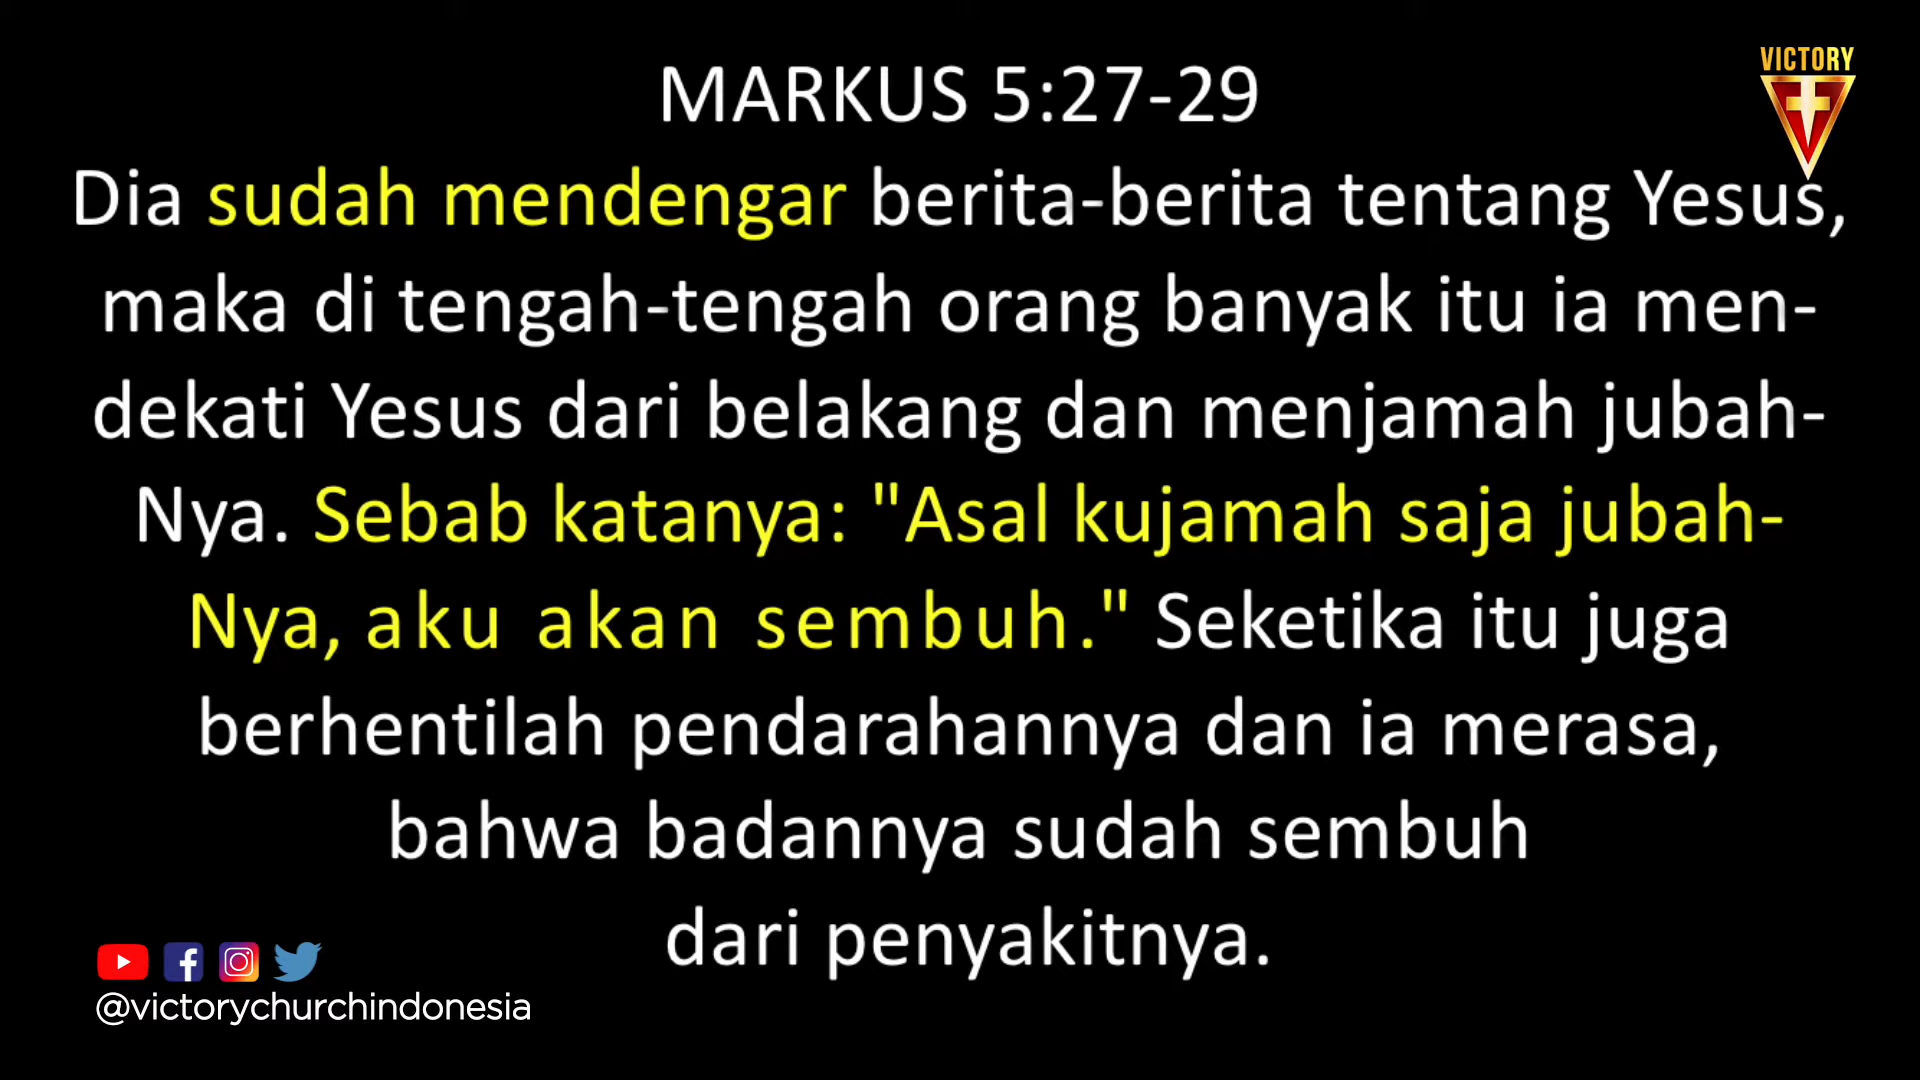 MARKUS 5:27-29
VICTORY
Dia sudah mendengar berita-berita tentang Yesus,
maka di tengah-tengah orang banyak itu ia men-
dekati Yesus dari belakang dan menjamah jubah-
Nya. Sebab katanya: "Asal kujamah saja jubah-
Nya, aku akan sembuh." Seketika itu juga
berhentilah pendarahannya dan ia merasa,
bahwa badannya sudah sembuh
dari penyakitnya.
@victorychurchindonesia